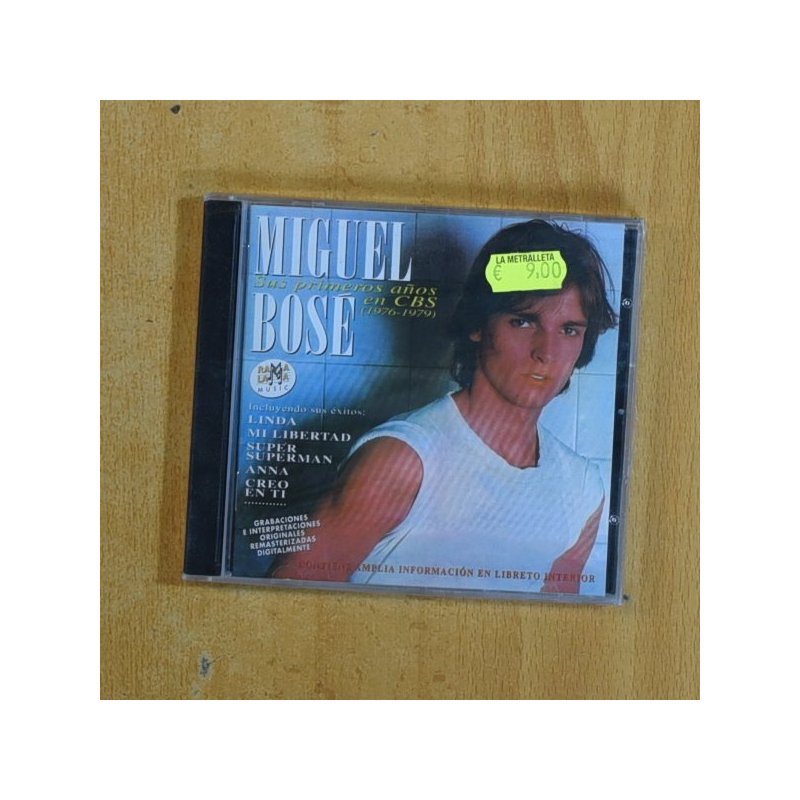 MIGUEL
Sus primeros años
en CBS
(1976-1979)
BOSÉ
LA METRALLETA
€ 9,00
RAMA
LAMA
MUSIC
Incluyendo sus éxitos:
LINDA
MI LIBERTAD
SUPER
SUPERMAN
ANNA
CREO
EN TI
............
GRABACIONES
E INTERPRETACIONES
ORIGINALES
REMASTERIZADAS
DIGITALMENTE
CONTIENE AMPLIA INFORMACIÓN EN LIBRETO INTERIOR